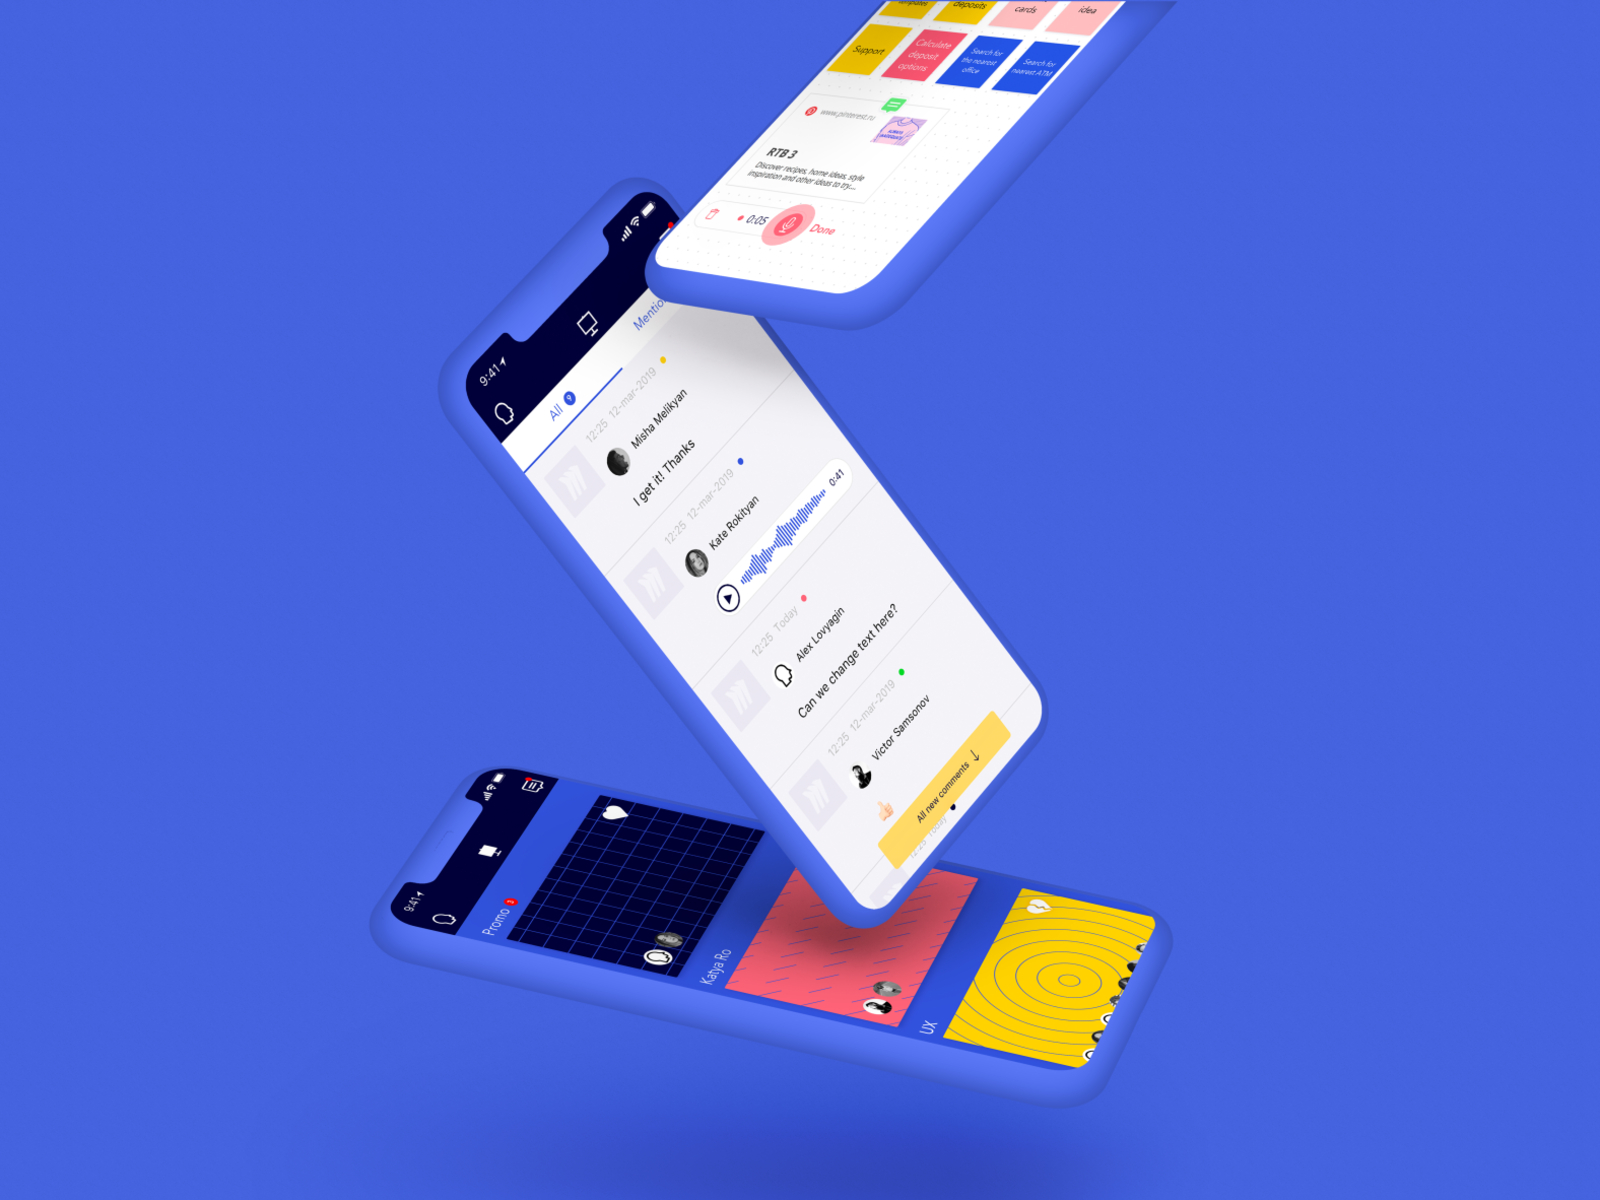 deposits
cards
idea
Support
Calculate
deposit
options
Search for
the nearest
office
Search for
nearest ATM
www.pinterest.ru
RTB 3
Discover recipes, home ideas, style
inspiration and other ideas to try...
0:05
Done
9:41
All 9
12:25 12-mar-2019
Misha Melikyan
I get it! Thanks
12:25 12-mar-2019
Kate Rokityan
0:41
12:25 Today
Alex Lovyagin
Can we change text here?
12:25 12-mar-2019
Victor Samsonov
All new comments ↓
12:25 Today
9:41
Promo 3
Katya Ro
UX